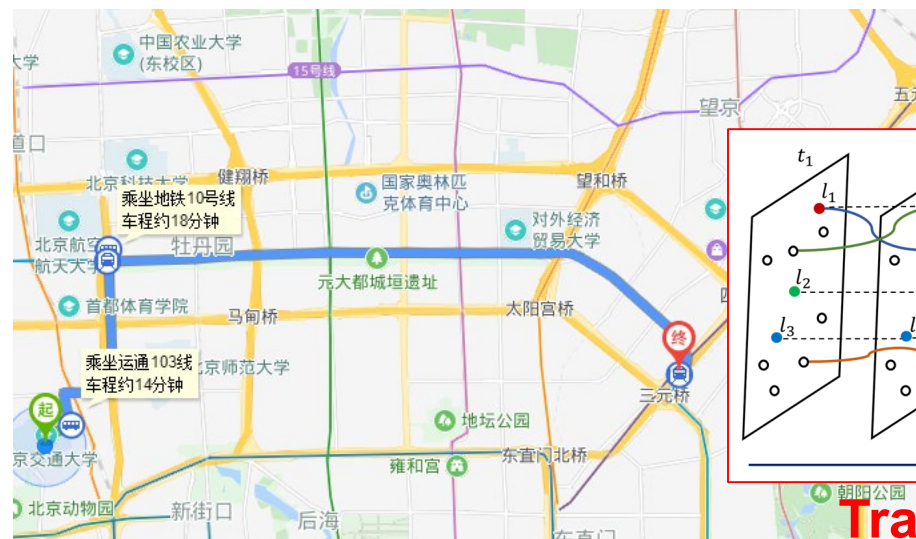 中国农业大学
(东校区)
大学
15号线
望京
五元
道口
北京科技大学
健翔桥
国家奥林匹
克体育中心
望和桥
乘坐地铁10号线
车程约18分钟
北京航空
航天大学
牡丹园
对外经济
贸易大学
元大都城垣遗址
首都体育学院
马甸桥
太阳宫桥
四
终
乘坐运通103线
车程约14分钟
京师范大学
三元桥
起
京交通大学
地坛公园
雍和宫
东直门北桥
北京动物园
新街口
后海
东直门
朝阳公园
t₁
l₁
l₂
l₃
l
Tra